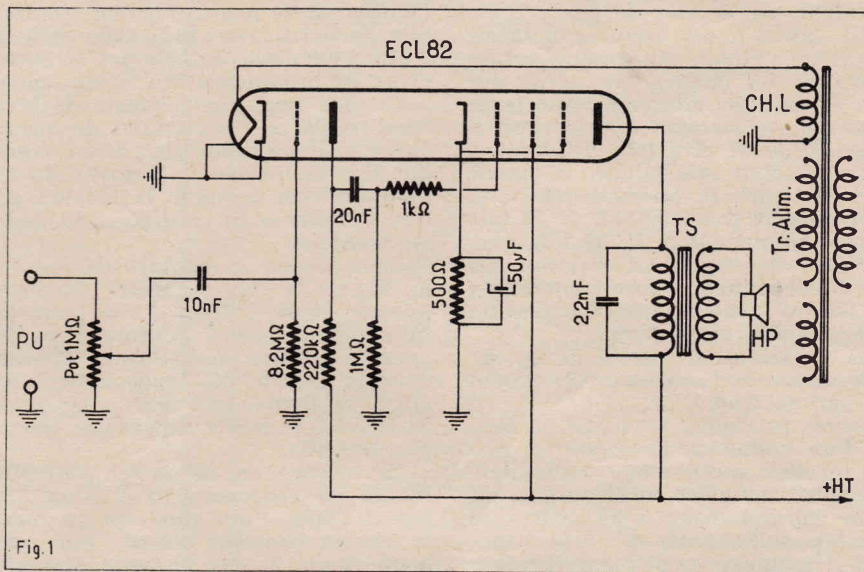 ECL82
CH.L
Tr. Alim.
20nF
1kΩ
10nF
PU
Pot 1MΩ
8,2MΩ
220kΩ
1MΩ
500Ω
50µF
2,2nF
TS
HP
+HT
Fig.1